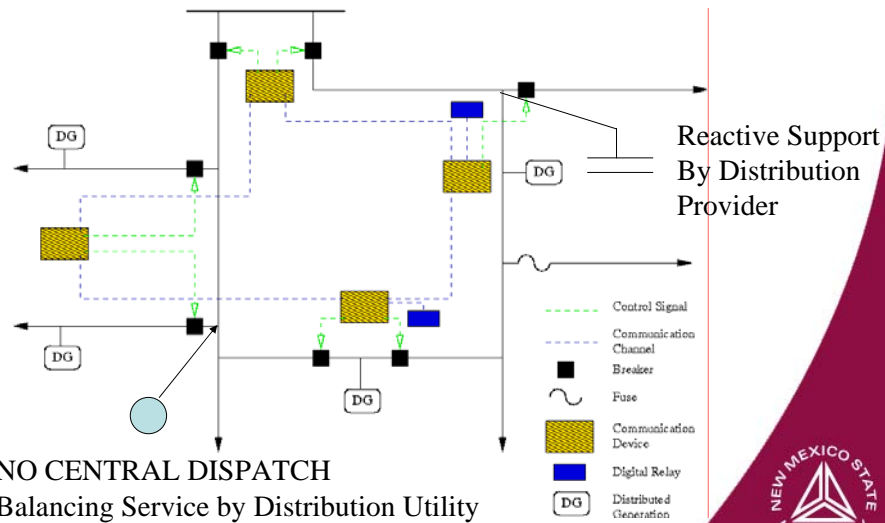 DG
Reactive Support
By Distribution
Provider
DG
Control Signal
Communication
Channel
DG
Breaker
DG
Fuse
Communication
Device
NO CENTRAL DISPATCH
Digital Relay
Balancing Service by Distribution Utility
DG
Distributed
Generation
NEW MEXICO STATE